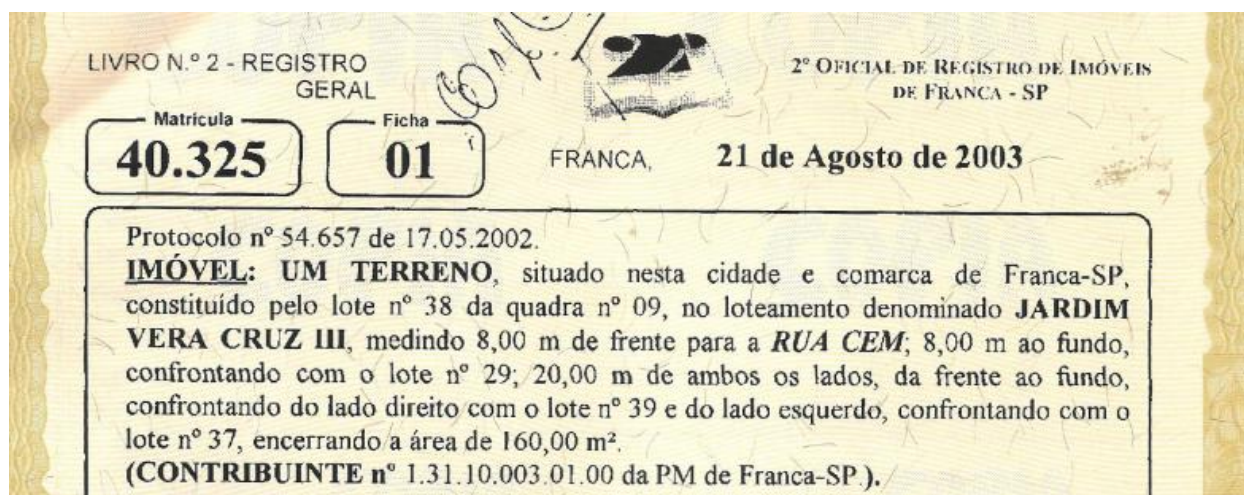 LIVRO N.º 2 - REGISTRO
GERAL
2º OFICIAL DE REGISTRO DE IMÓVEIS
DE FRANCA - SP
Matrícula
40.325
Ficha
01
FRANCA, 21 de Agosto de 2003
Protocolo nº 54.657 de 17.05.2002.
IMÓVEL: UM TERRENO, situado nesta cidade e comarca de Franca-SP,
constituído pelo lote nº 38 da quadra nº 09, no loteamento denominado JARDIM
VERA CRUZ III, medindo 8,00 m de frente para a RUA CEM; 8,00 m ao fundo,
confrontando com o lote nº 29; 20,00 m de ambos os lados, da frente ao fundo,
confrontando do lado direito com o lote nº 39 e do lado esquerdo, confrontando com o
lote nº 37, encerrando a área de 160,00 m².
(CONTRIBUINTE nº 1.31.10.003.01.00 da PM de Franca-SP.).